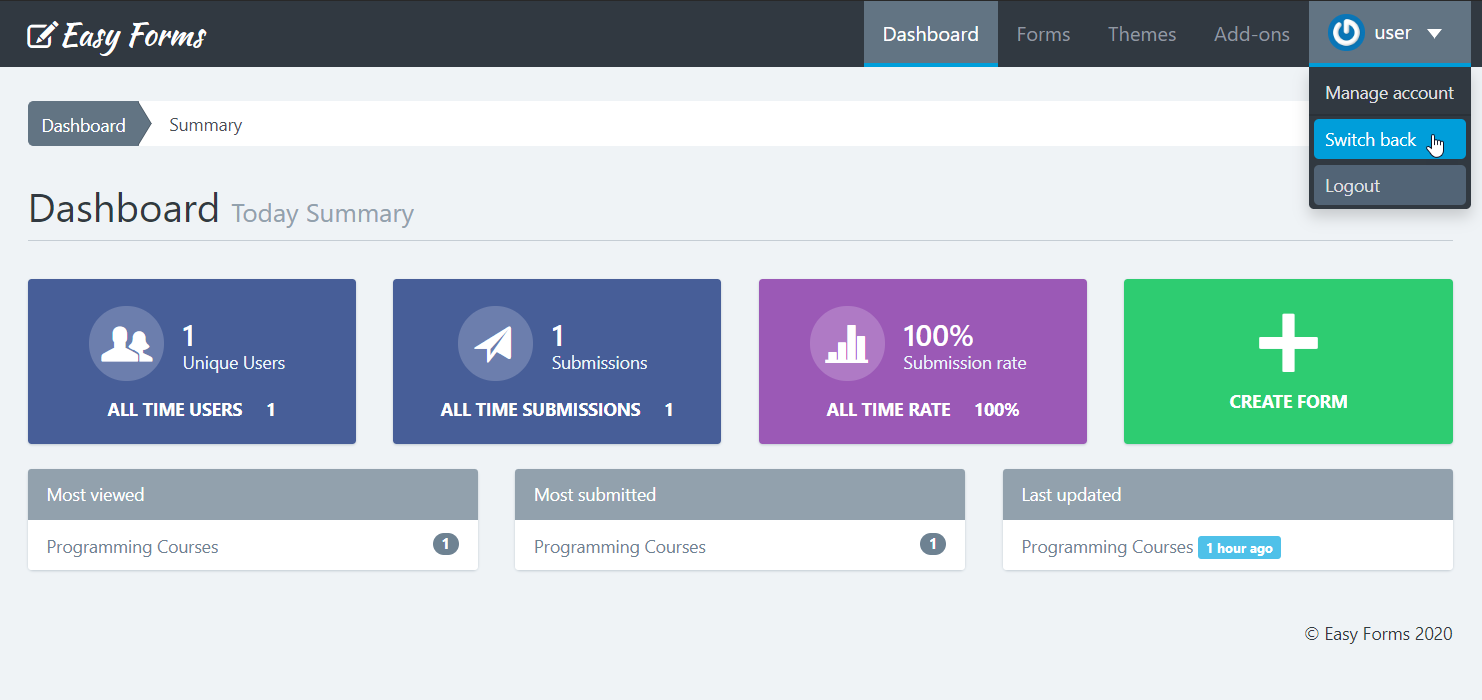 Easy Forms
Dashboard Forms Themes Add-ons user
Manage account
Switch back
Logout
Dashboard Summary
Dashboard Today Summary
1
Unique Users
ALL TIME USERS 1
1
Submissions
ALL TIME SUBMISSIONS 1
100%
Submission rate
ALL TIME RATE 100%
CREATE FORM
Most viewed
Programming Courses 1
Most submitted
Programming Courses 1
Last updated
Programming Courses 1 hour ago
© Easy Forms 2020